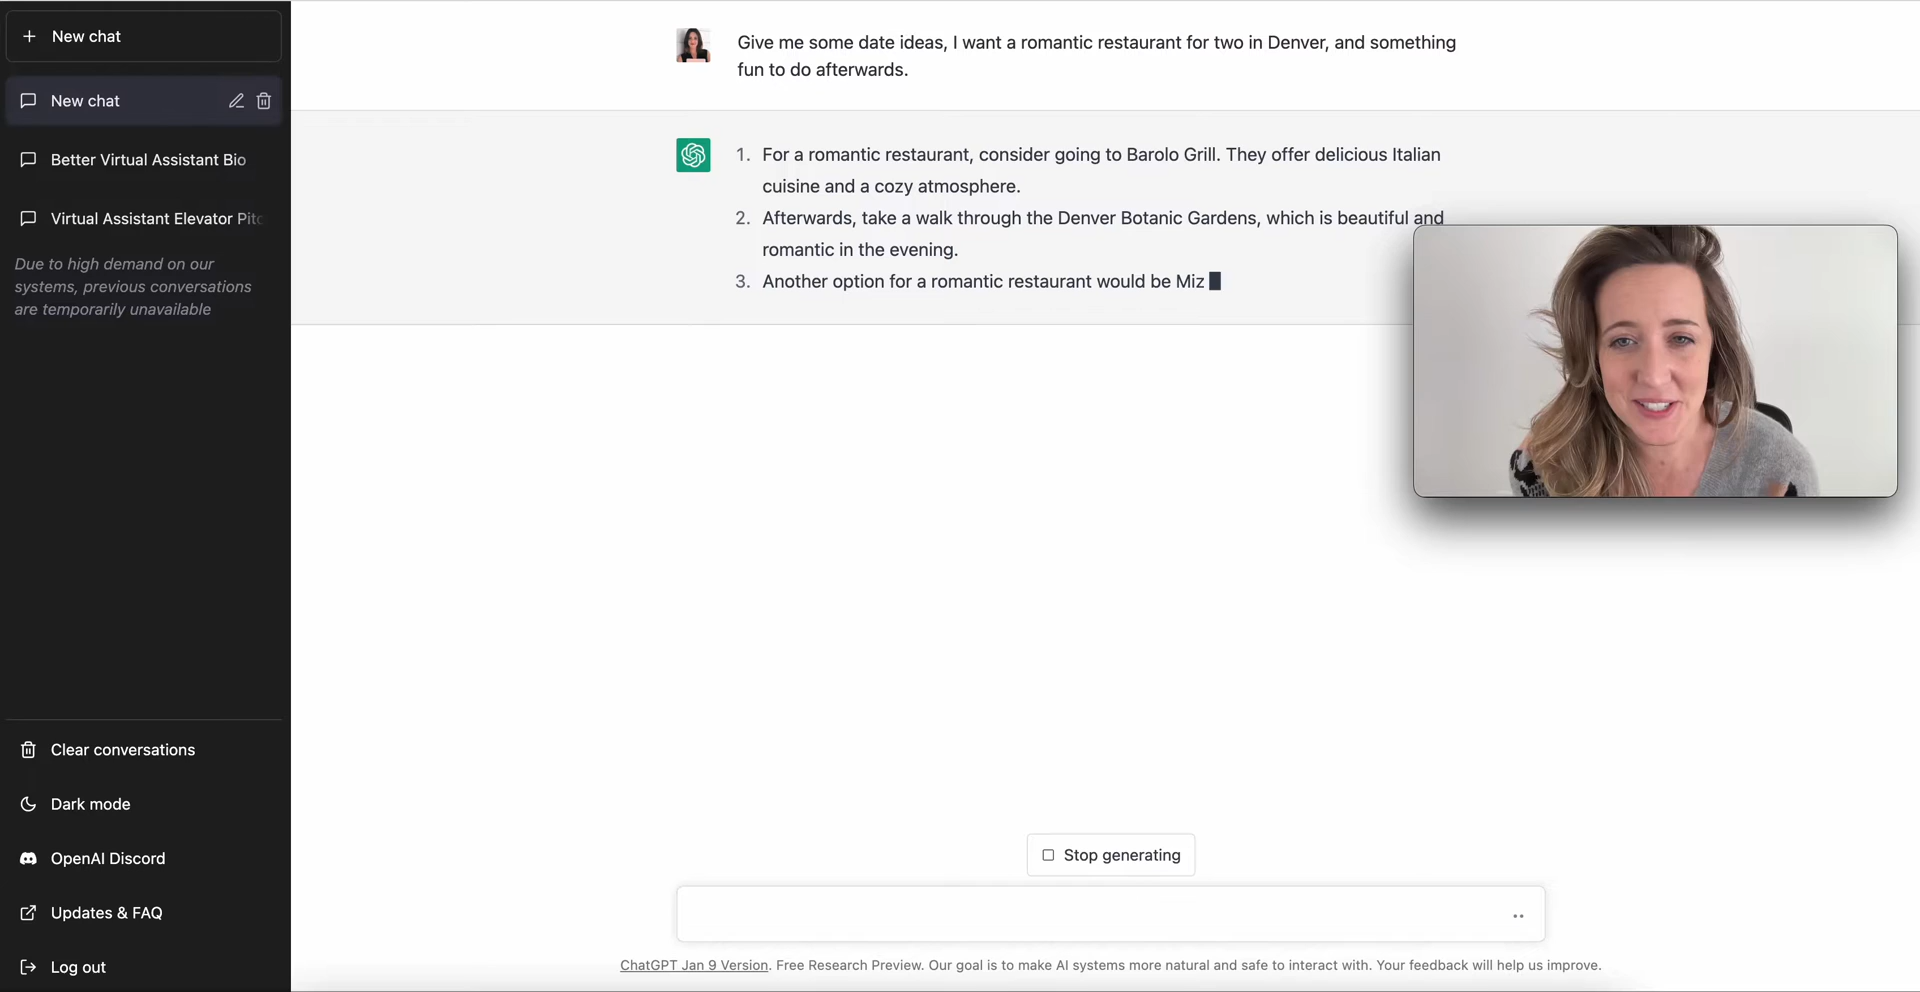 New chat
New chat
Better Virtual Assistant Bio
Virtual Assistant Elevator Pitc
Due to high demand on our
systems, previous conversations
are temporarily unavailable
Clear conversations
Dark mode
OpenAI Discord
Updates & FAQ
Log out
Give me some date ideas, I want a romantic restaurant for two in Denver, and something
fun to do afterwards.
1. For a romantic restaurant, consider going to Barolo Grill. They offer delicious Italian
cuisine and a cozy atmosphere.
2. Afterwards, take a walk through the Denver Botanic Gardens, which is beautiful and
romantic in the evening.
3. Another option for a romantic restaurant would be Miz
Stop generating
ChatGPT Jan 9 Version. Free Research Preview. Our goal is to make AI systems more natural and safe to interact with. Your feedback will help us improve.